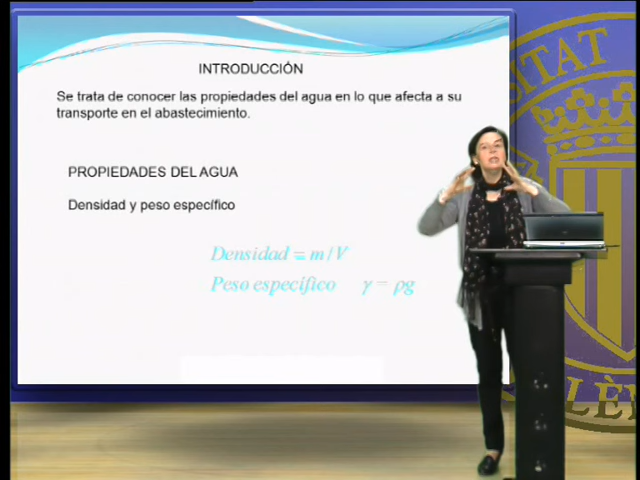 INTRODUCCIÓN
Se trata de conocer las propiedades del agua en lo que afecta a su
transporte en el abastecimiento.
PROPIEDADES DEL AGUA
Densidad y peso específico
Densidad = m / V
Peso específico γ = ρg